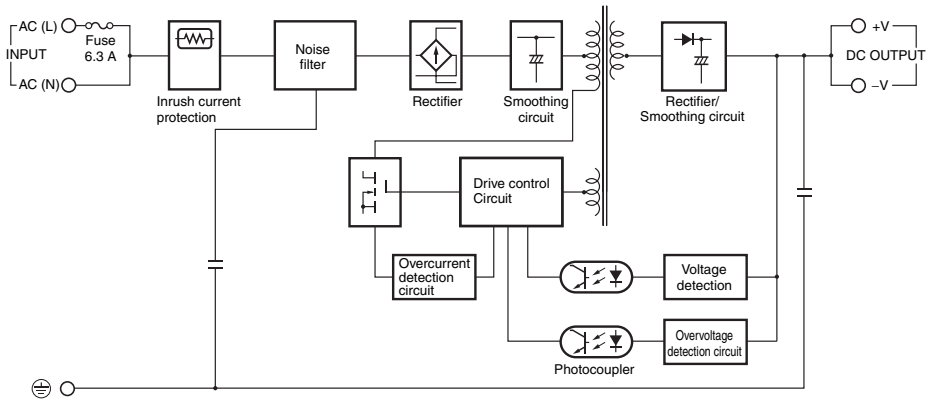 AC (L)
Fuse
6.3 A
INPUT
AC (N)
Inrush current
protection
Noise
filter
Rectifier
Smoothing
circuit
Rectifier/
Smoothing circuit
+V
DC OUTPUT
–V
Drive control
Circuit
Overcurrent
detection
circuit
Voltage
detection
Overvoltage
detection circuit
Photocoupler